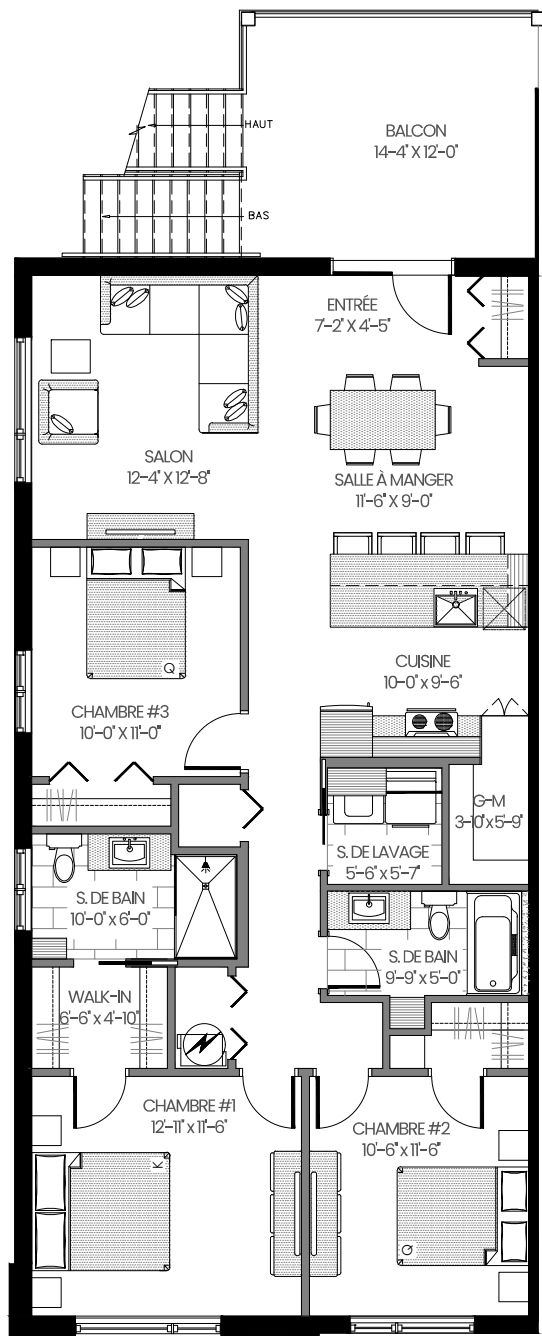 HAUT
BALCON
14'-4" X 12'-0"
BAS
ENTRÉE
7'-2" X 4'-5"
SALON
12'-4" X 12'-8"
SALLE À MANGER
11'-6" X 9'-0"
CUISINE
10'-0" x 9'-6"
Q
CHAMBRE #3
10'-0" X 11'-0"
G-M
3'-10"x5'-9"
S. DE LAVAGE
5'-6" x 5'-7"
S. DE BAIN
10'-0" x 6'-0"
S. DE BAIN
9'-9" x 5'-0"
WALK-IN
6'-6" x 4'-10"
CHAMBRE #1
12'-11" x 11'-6"
CHAMBRE #2
10'-6" x 11'-6"
K
Q